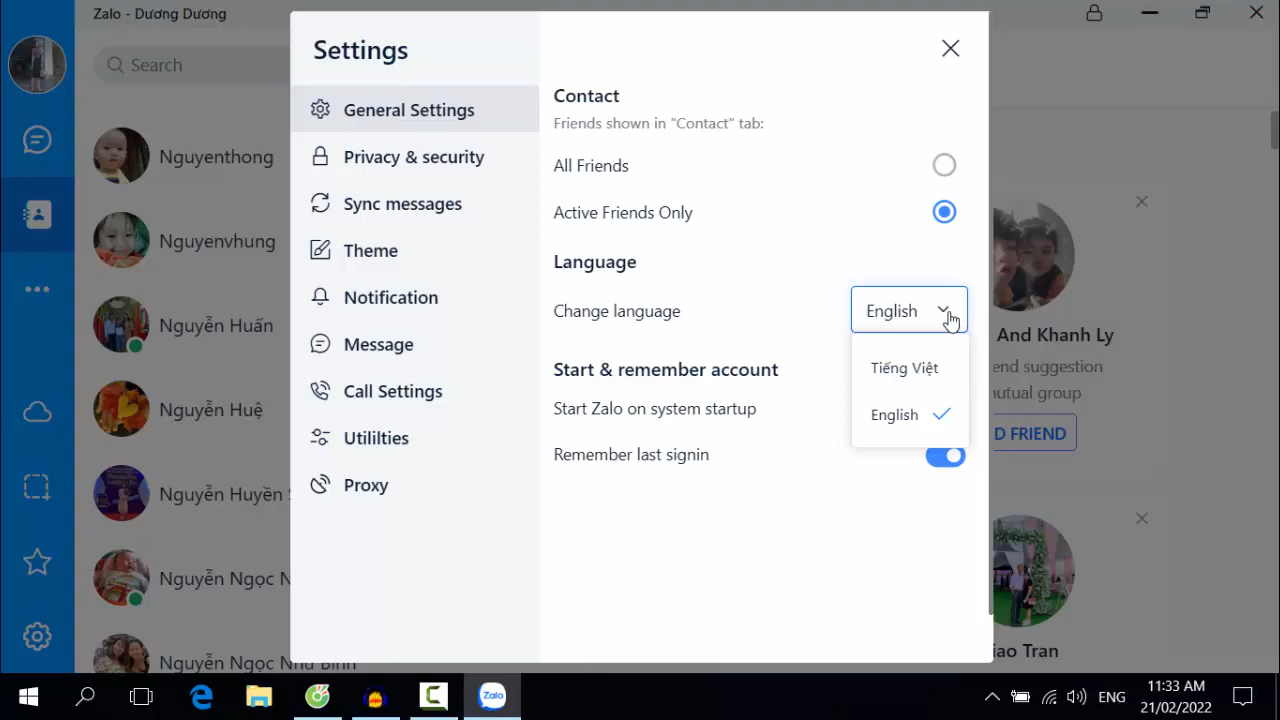 Zalo - Dương Dương
Search
Nguyenthong
Nguyenvhung
Nguyễn Huấn
Nguyễn Huệ
Nguyễn Huyền
Nguyễn Ngọc
Nguyễn Ngọc Như Bình
Settings
General Settings
Privacy & security
Sync messages
Theme
Notification
Message
Call Settings
Utililties
Proxy
Contact
Friends shown in "Contact" tab:
All Friends
Active Friends Only
Language
Change language
English
Tiếng Việt
English
Start & remember account
Start Zalo on system startup
Remember last signin
And Khanh Ly
end suggestion
mutual group
D FRIEND
iao Tran
Zalo
ENG
11:33 AM
21/02/2022